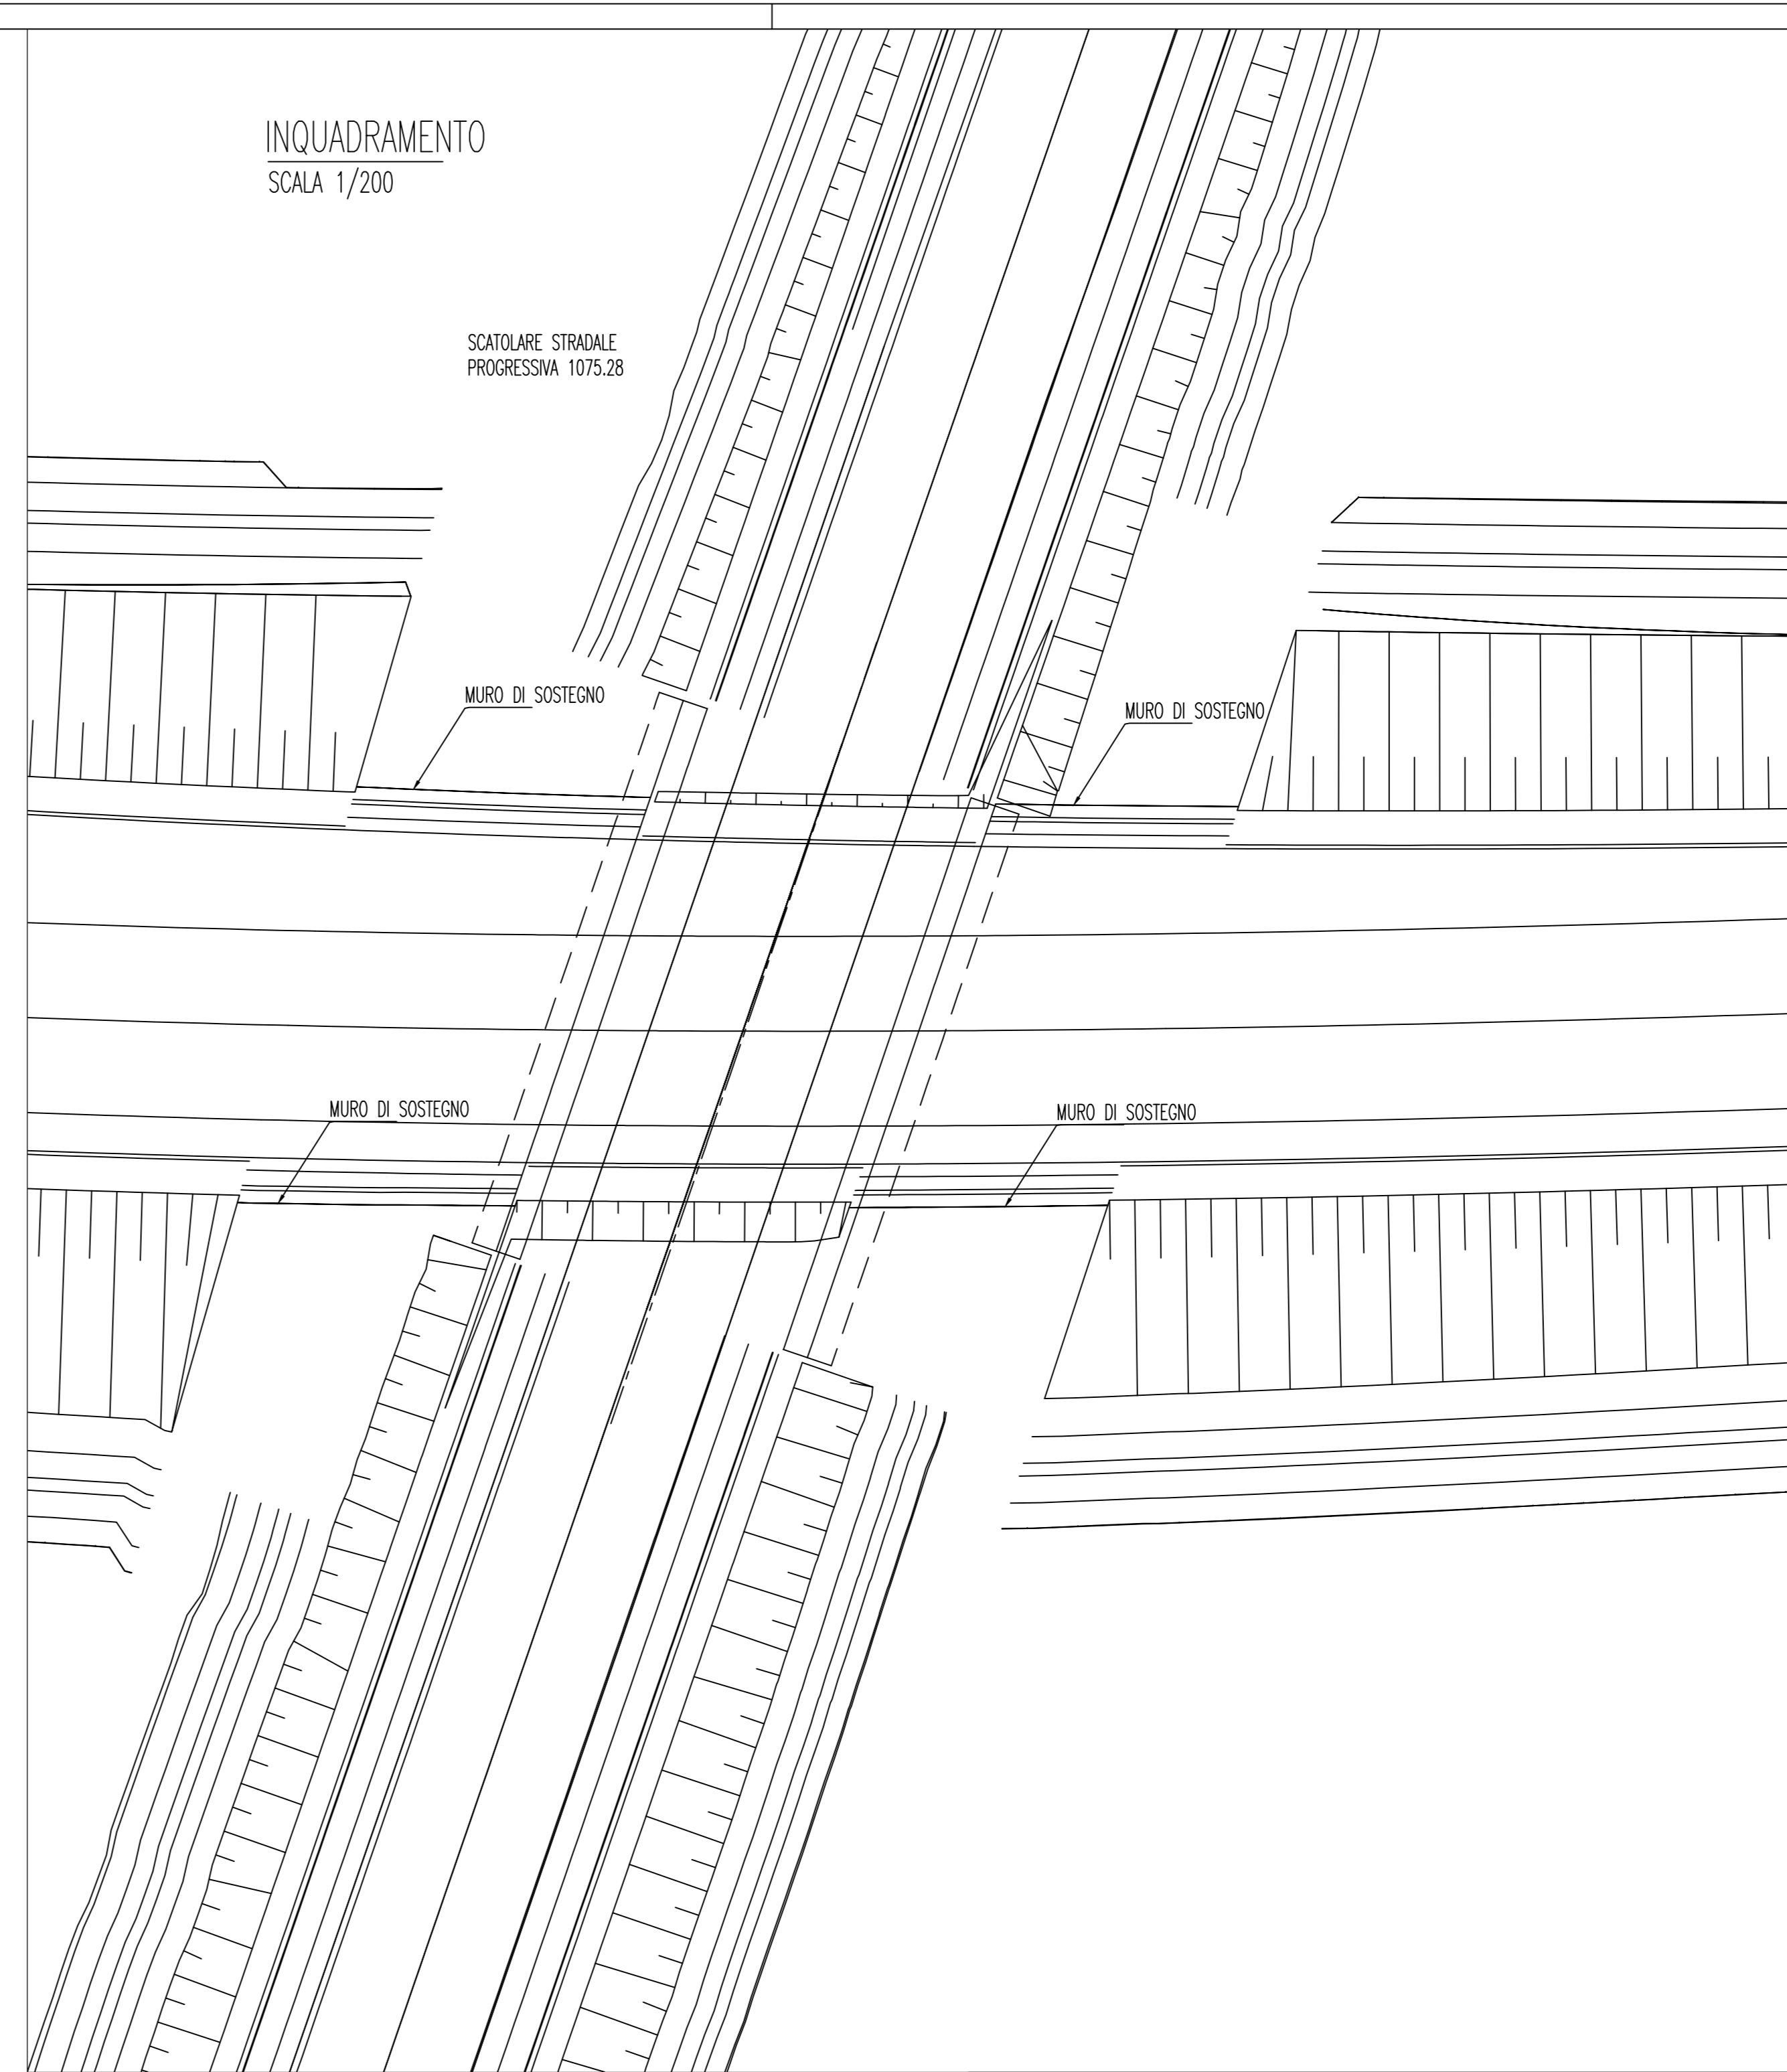 INQUADRAMENTO
SCALA 1/200
SCATOLARE STRADALE
PROGRESSIVA 1075.28
MURO DI SOSTEGNO
MURO DI SOSTEGNO
MURO DI SOSTEGNO
MURO DI SOSTEGNO